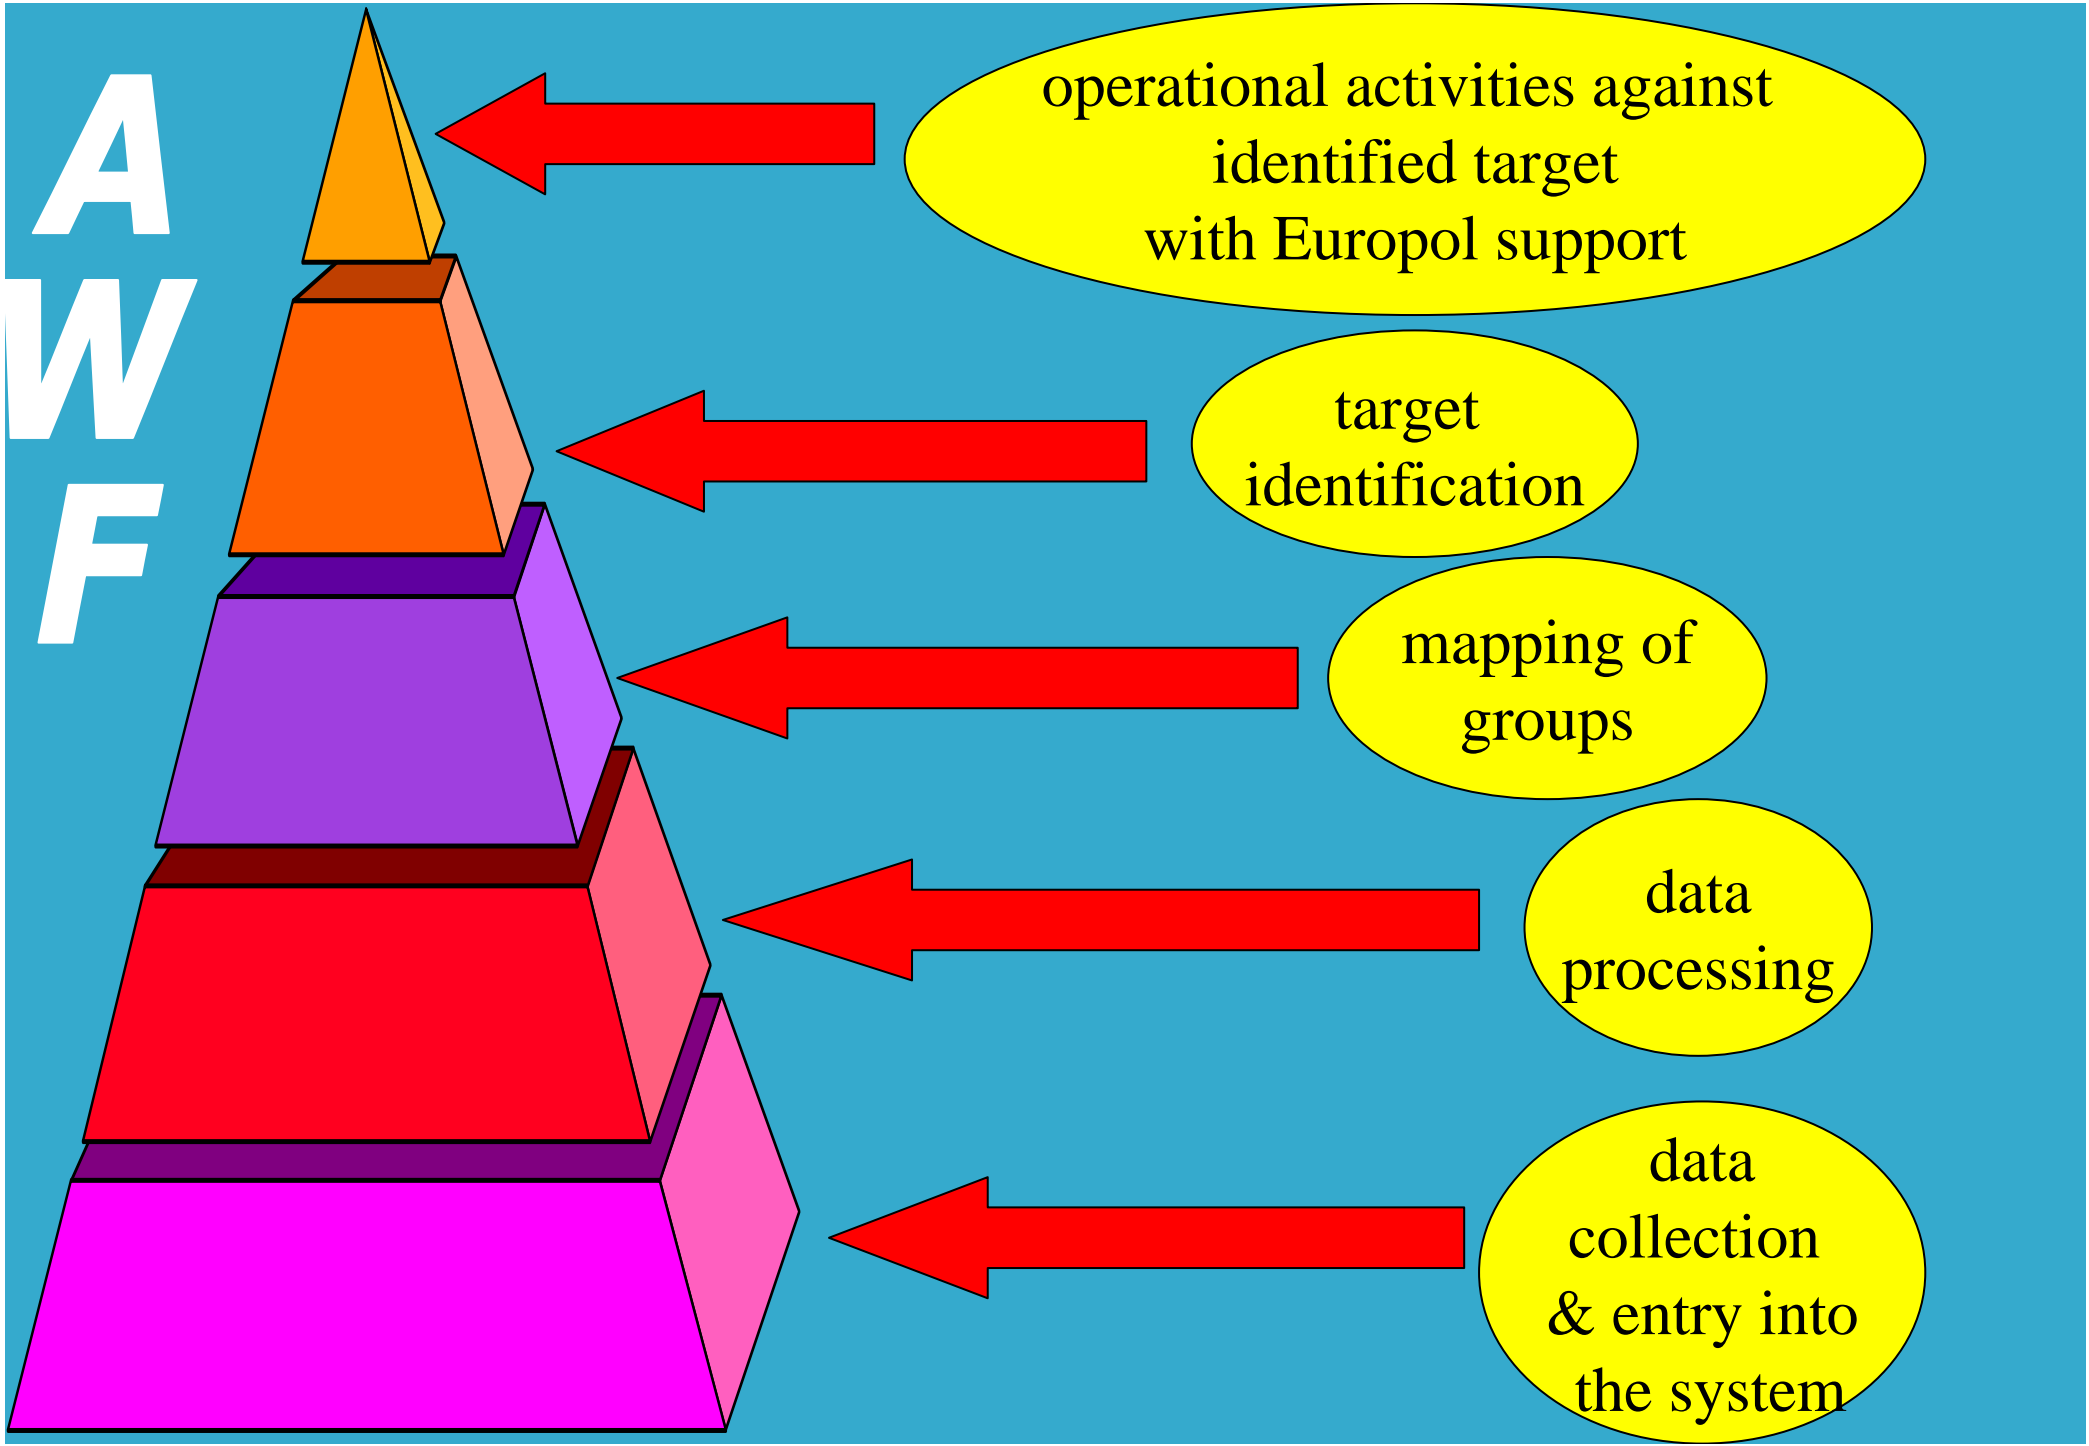 A
W
F
operational activities against
identified target
with Europol support
target
identification
mapping of
groups
data
processing
data
collection
& entry into
the system